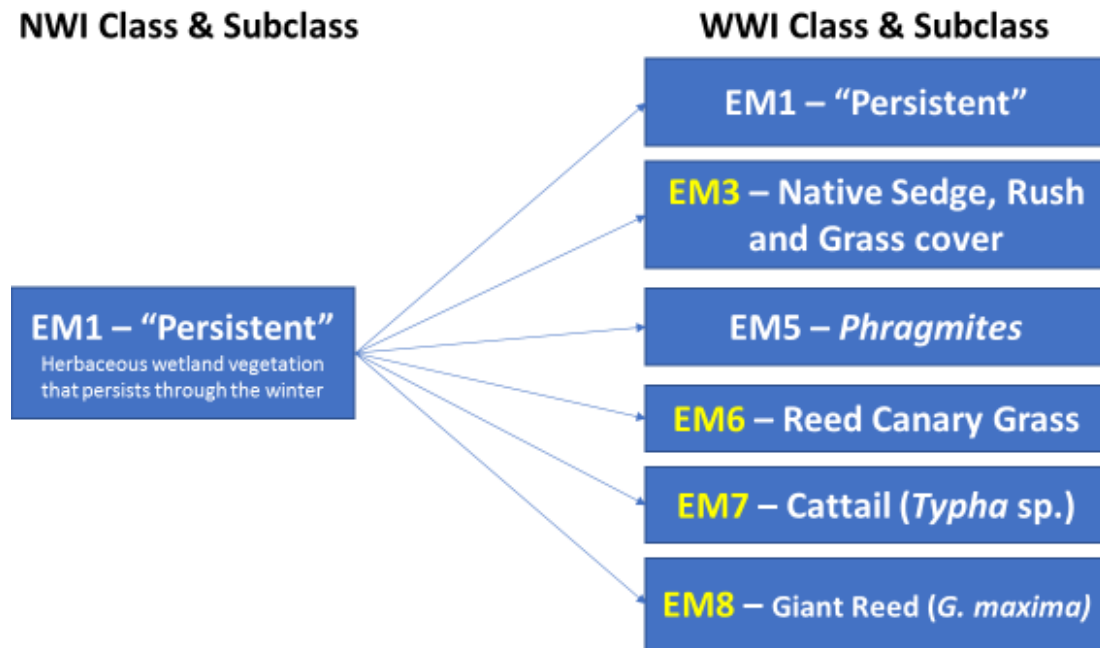 NWI Class & Subclass
WWI Class & Subclass
EM1 – “Persistent”
Herbaceous wetland vegetation
that persists through the winter
EM1 – “Persistent”
EM3 – Native Sedge, Rush
and Grass cover
EM5 – Phragmites
EM6 – Reed Canary Grass
EM7 – Cattail (Typha sp.)
EM8 – Giant Reed (G. maxima)